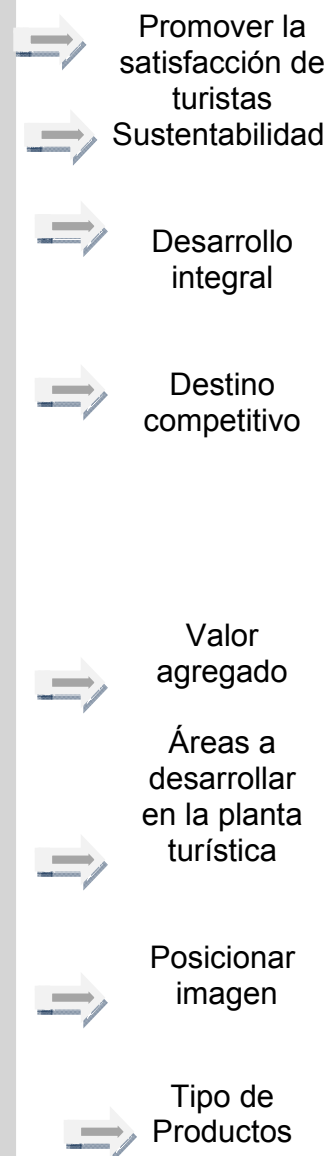 Promover la
satisfacción de
turistas
Sustentabilidad
Desarrollo
integral
Destino
competitivo
Valor
agregado
Áreas a
desarrollar
en la planta
turística
Posicionar
imagen
Tipo de
Productos